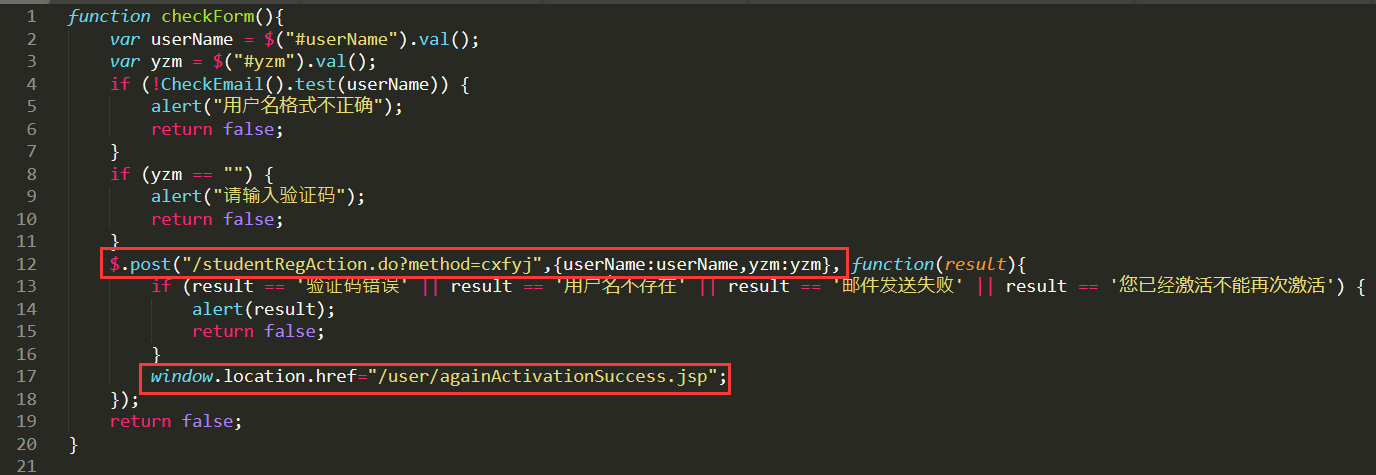 1 function checkForm(){
2 var userName = $("#userName").val();
3 var yzm = $("#yzm").val();
4 if (!CheckEmail().test(userName)) {
5 alert("用户名格式不正确");
6 return false;
7 }
8 if (yzm == "") {
9 alert("请输入验证码");
10 return false;
11 }
12 $.post("/studentRegAction.do?method=cxfyj",{userName:userName,yzm:yzm}, function(result){
13 if (result == '验证码错误' || result == '用户名不存在' || result == '邮件发送失败' || result == '您已经激活不能再次激活') {
14 alert(result);
15 return false;
16 }
17 window.location.href="/user/againActivationSuccess.jsp";
18 });
19 return false;
20 }
21